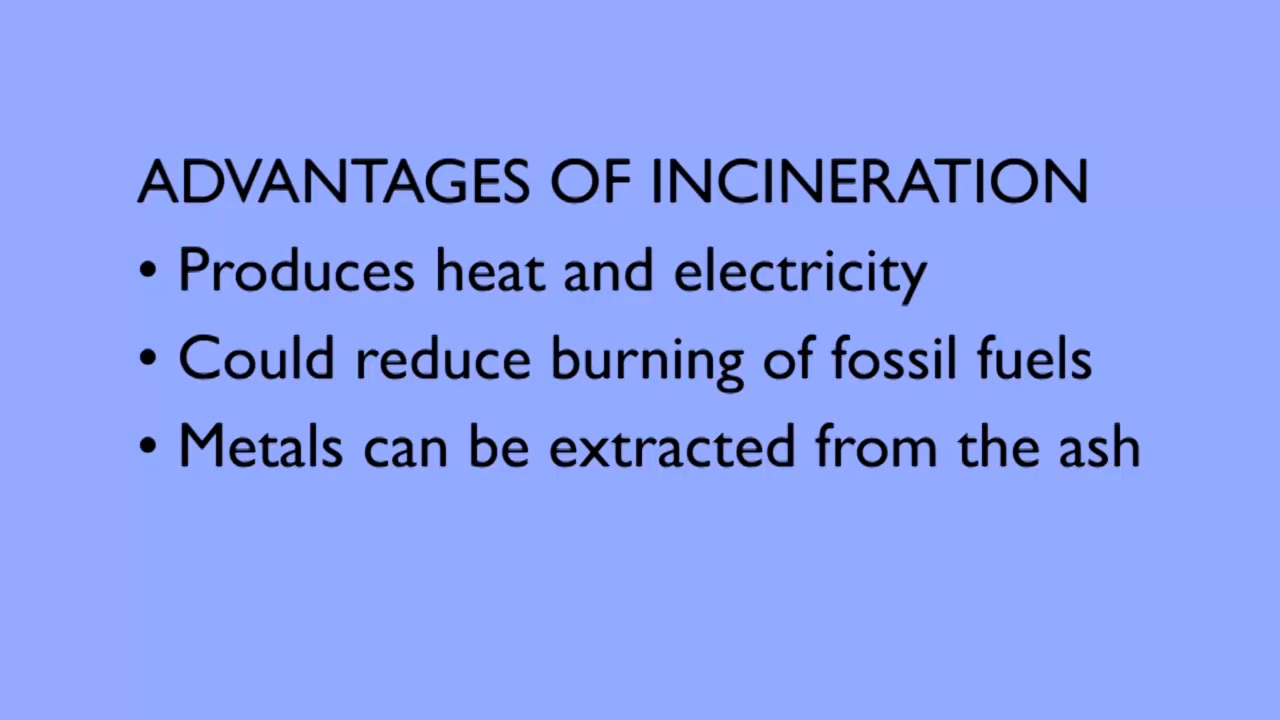 ADVANTAGES OF INCINERATION
• Produces heat and electricity
• Could reduce burning of fossil fuels
• Metals can be extracted from the ash